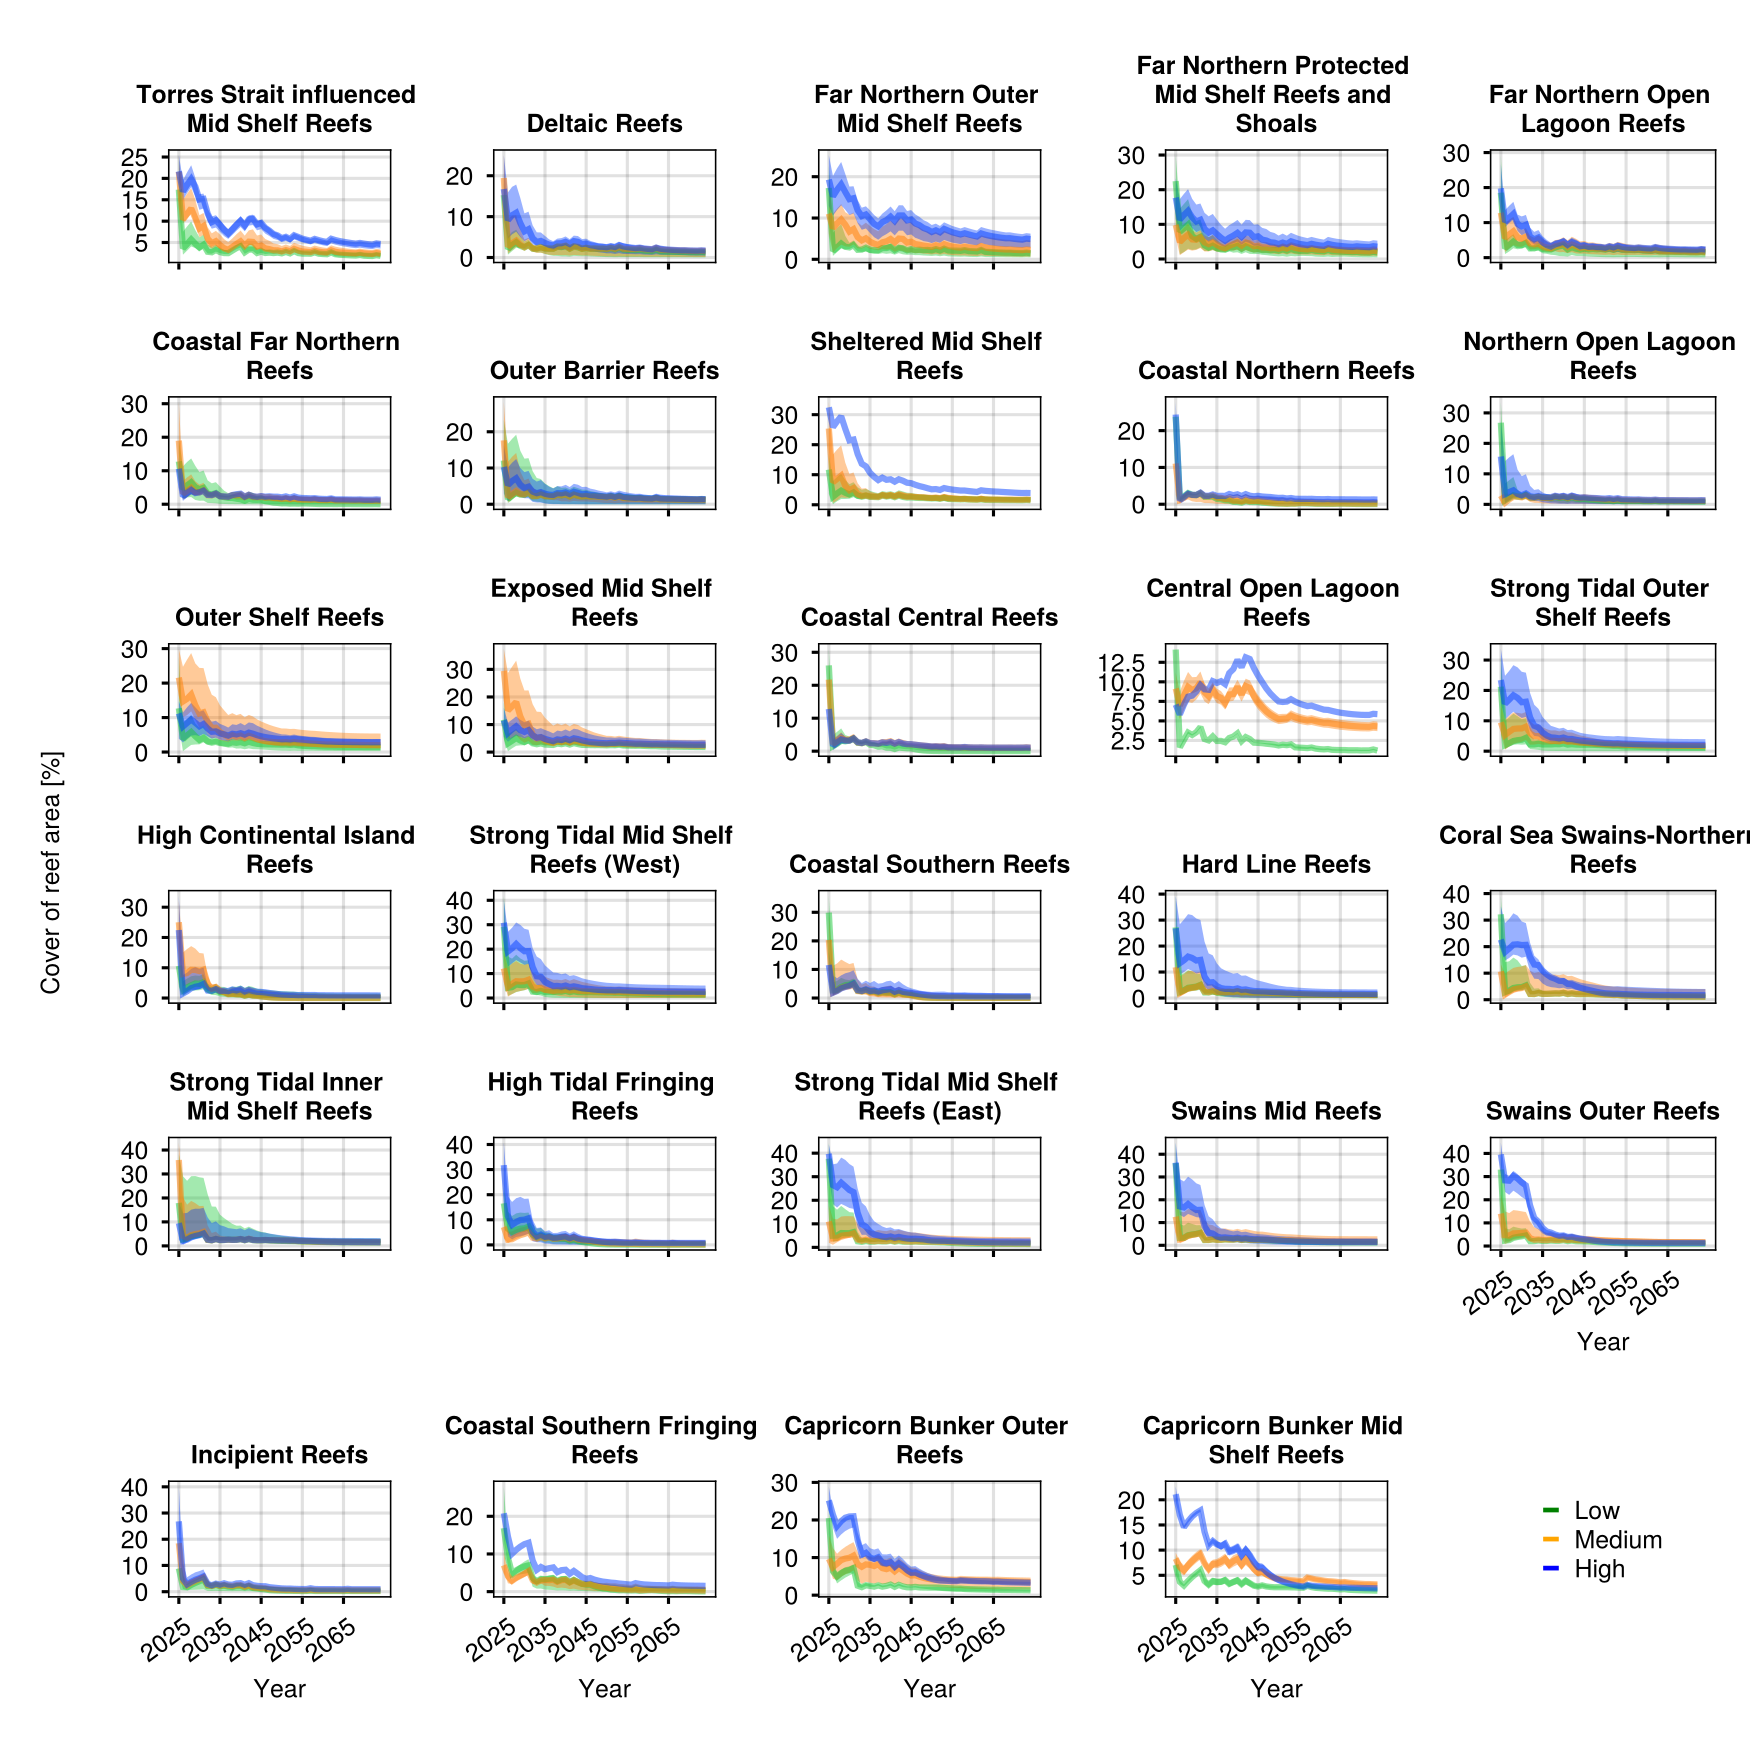 Torres Strait influenced
Mid Shelf Reefs
Deltaic Reefs
Far Northern Outer
Mid Shelf Reefs
Far Northern Protected
Mid Shelf Reefs and
Shoals
Far Northern Open
Lagoon Reefs
25
20
15
10
5
20
10
0
20
10
0
30
20
10
0
30
20
10
0
Coastal Far Northern
Reefs
Outer Barrier Reefs
Sheltered Mid Shelf
Reefs
Coastal Northern Reefs
Northern Open Lagoon
Reefs
30
20
10
0
20
10
0
30
20
10
0
20
10
0
30
20
10
0
Outer Shelf Reefs
Exposed Mid Shelf
Reefs
Coastal Central Reefs
Central Open Lagoon
Reefs
Strong Tidal Outer
Shelf Reefs
30
20
10
0
30
20
10
0
30
20
10
0
12.5
10.0
7.5
5.0
2.5
30
20
10
0
Cover of reef area [%]
High Continental Island
Reefs
Strong Tidal Mid Shelf
Reefs (West)
Coastal Southern Reefs
Hard Line Reefs
Coral Sea Swains-Northern
Reefs
30
20
10
0
40
30
20
10
0
30
20
10
0
40
30
20
10
0
40
30
20
10
0
Strong Tidal Inner
Mid Shelf Reefs
High Tidal Fringing
Reefs
Strong Tidal Mid Shelf
Reefs (East)
Swains Mid Reefs
Swains Outer Reefs
40
30
20
10
0
40
30
20
10
0
40
30
20
10
0
40
30
20
10
0
40
30
20
10
0
2025 2035 2045 2055 2065
Year
Incipient Reefs
Coastal Southern Fringing
Reefs
Capricorn Bunker Outer
Reefs
Capricorn Bunker Mid
Shelf Reefs
40
30
20
10
0
20
10
0
30
20
10
0
20
15
10
5
2025 2035 2045 2055 2065
Year
2025 2035 2045 2055 2065
Year
2025 2035 2045 2055 2065
Year
2025 2035 2045 2055 2065
Year
Low
Medium
High